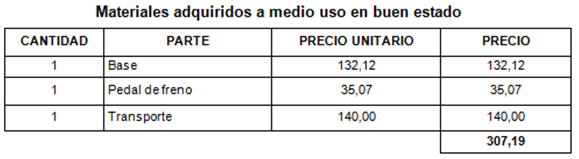 Materiales adquiridos a medio uso en buen estado
CANTIDAD PARTE PRECIO UNITARIO PRECIO
1 Base 132,12 132,12
1 Pedal de freno 35,07 35,07
1 Transporte 140,00 140,00
307,19